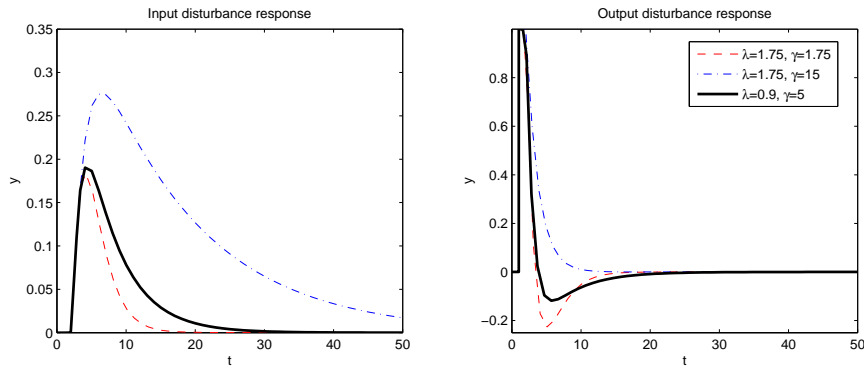 Input disturbance response
0.35
0.3
0.25
0.2
0.15
0.1
0.05
0
y
0 10 20 30 40 50
t
Output disturbance response
0.8
0.6
0.4
0.2
0
−0.2
y
0 10 20 30 40 50
t
λ=1.75, γ=1.75
λ=1.75, γ=15
λ=0.9, γ=5